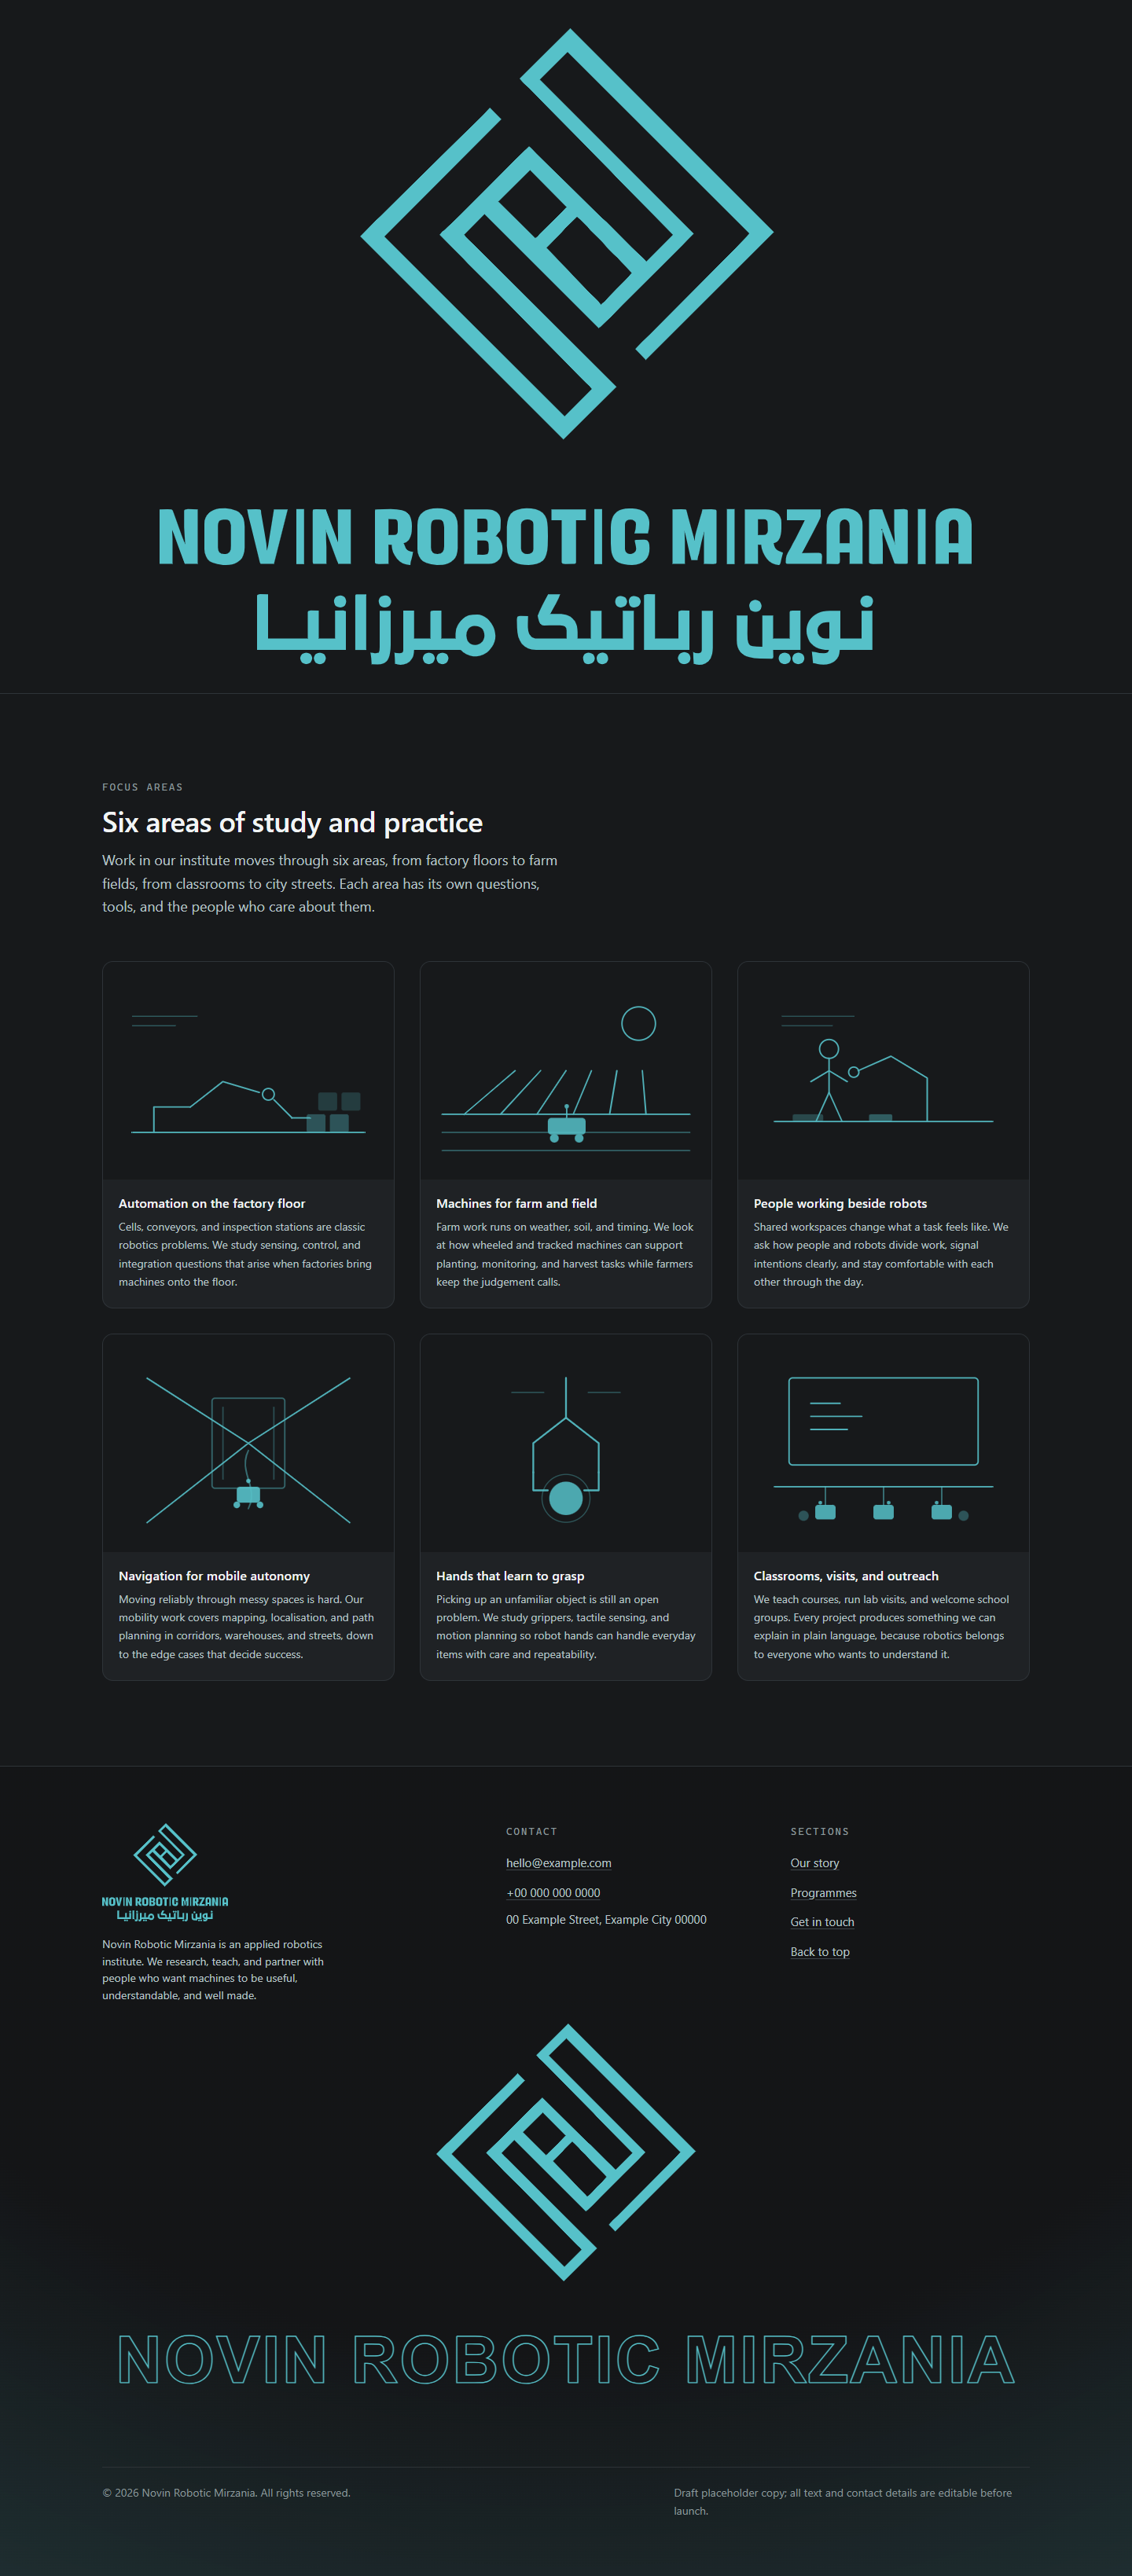 NOVIN ROBOTIC MIRZANIA
نوین رباتیک میرزانیا
FOCUS AREAS
Six areas of study and practice
Work in our institute moves through six areas, from factory floors to farm
fields, from classrooms to city streets. Each area has its own questions,
tools, and the people who care about them.
Automation on the factory floor
Cells, conveyors, and inspection stations are classic
robotics problems. We study sensing, control, and
integration questions that arise when factories bring
machines onto the floor.
Machines for farm and field
Farm work runs on weather, soil, and timing. We look
at how wheeled and tracked machines can support
planting, monitoring, and harvest tasks while farmers
keep the judgement calls.
People working beside robots
Shared workspaces change what a task feels like. We
ask how people and robots divide work, signal
intentions clearly, and stay comfortable with each
other through the day.
Navigation for mobile autonomy
Moving reliably through messy spaces is hard. Our
mobility work covers mapping, localisation, and path
planning in corridors, warehouses, and streets, down
to the edge cases that decide success.
Hands that learn to grasp
Picking up an unfamiliar object is still an open
problem. We study grippers, tactile sensing, and
motion planning so robot hands can handle everyday
items with care and repeatability.
Classrooms, visits, and outreach
We teach courses, run lab visits, and welcome school
groups. Every project produces something we can
explain in plain language, because robotics belongs
to everyone who wants to understand it.
NOVIN ROBOTIC MIRZANIA
نوین رباتیک میرزانیا
Novin Robotic Mirzania is an applied robotics
institute. We research, teach, and partner with
people who want machines to be useful,
understandable, and well made.
CONTACT
hello@example.com
+00 000 000 0000
00 Example Street, Example City 00000
SECTIONS
Our story
Programmes
Get in touch
Back to top
NOVIN ROBOTIC MIRZANIA
© 2026 Novin Robotic Mirzania. All rights reserved.
Draft placeholder copy; all text and contact details are editable before
launch.